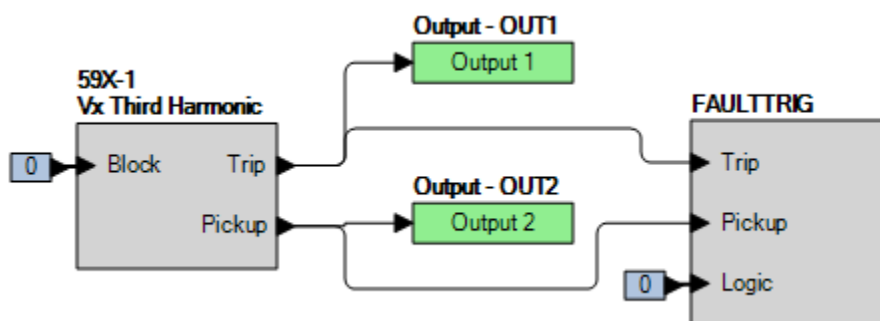 Output - OUT1
Output 1
59X-1
Vx Third Harmonic
FAULTTRIG
0
Block
Trip
Trip
Output - OUT2
Pickup
Output 2
Pickup
0
Logic